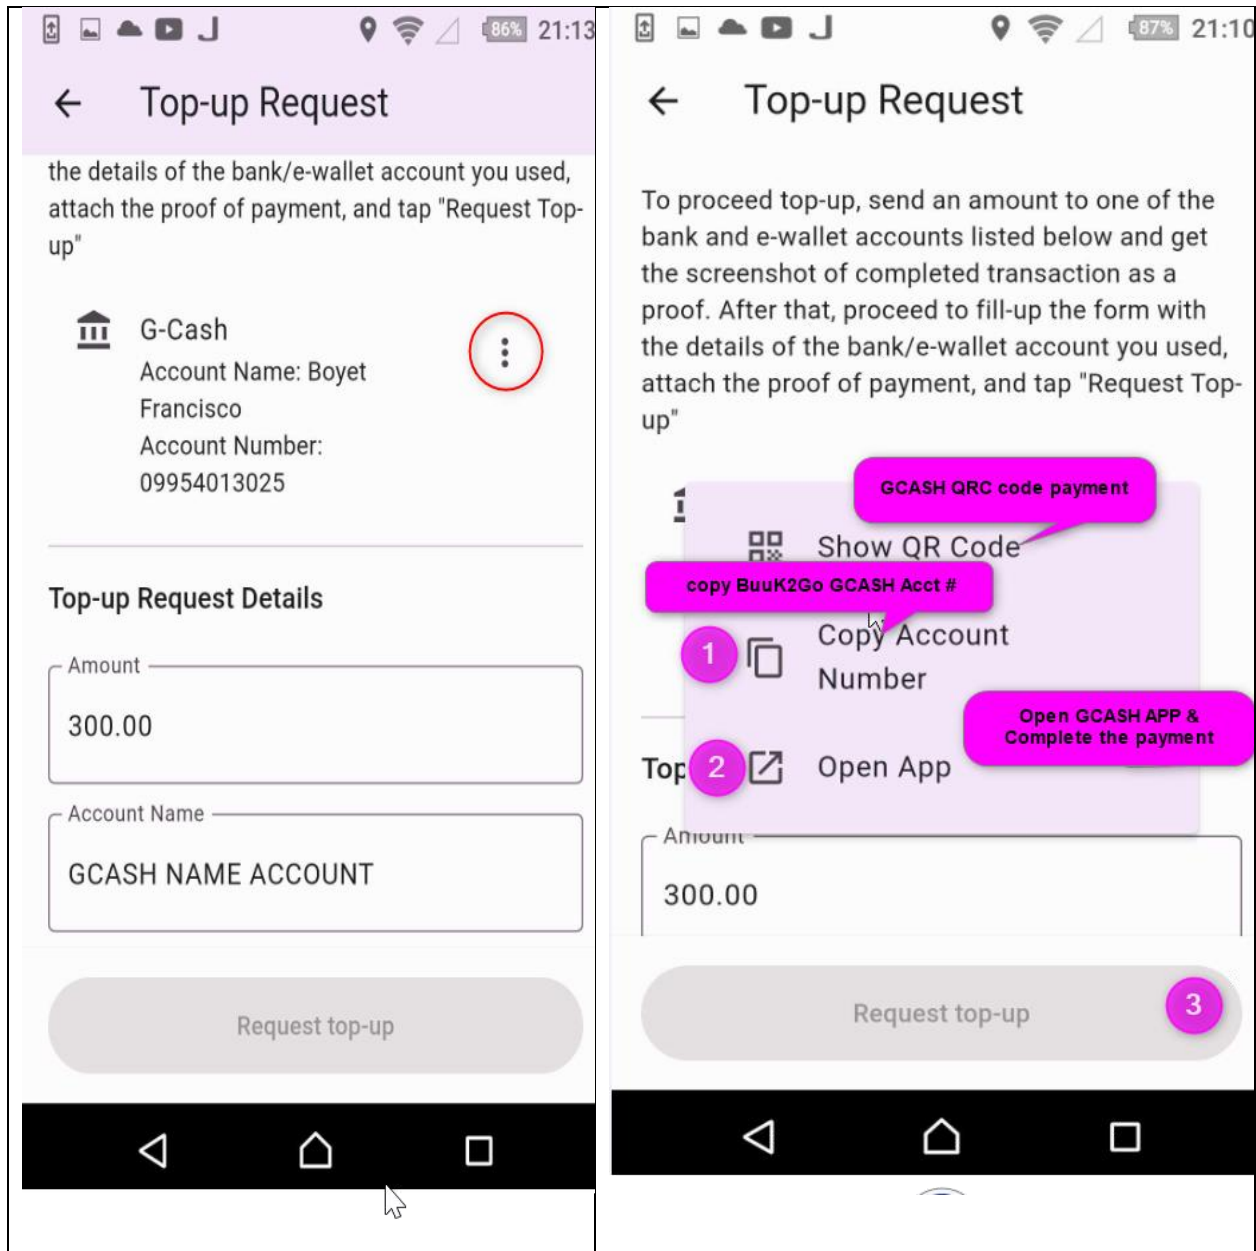 86% 21:13
Top-up Request
the details of the bank/e-wallet account you used,
attach the proof of payment, and tap "Request Top-
up"
G-Cash
Account Name: Boyet
Francisco
Account Number:
09954013025
Top-up Request Details
Amount
300.00
Account Name
GCASH NAME ACCOUNT
Request top-up
87% 21:10
Top-up Request
To proceed top-up, send an amount to one of the
bank and e-wallet accounts listed below and get
the screenshot of completed transaction as a
proof. After that, proceed to fill-up the form with
the details of the bank/e-wallet account you used,
attach the proof of payment, and tap "Request Top-
up"
GCASH QRC code payment
Show QR Code
copy BuuK2Go GCASH Acct #
1
Copy Account
Number
Open GCASH APP &
Complete the payment
Top
2
Open App
Amount
300.00
Request top-up
3